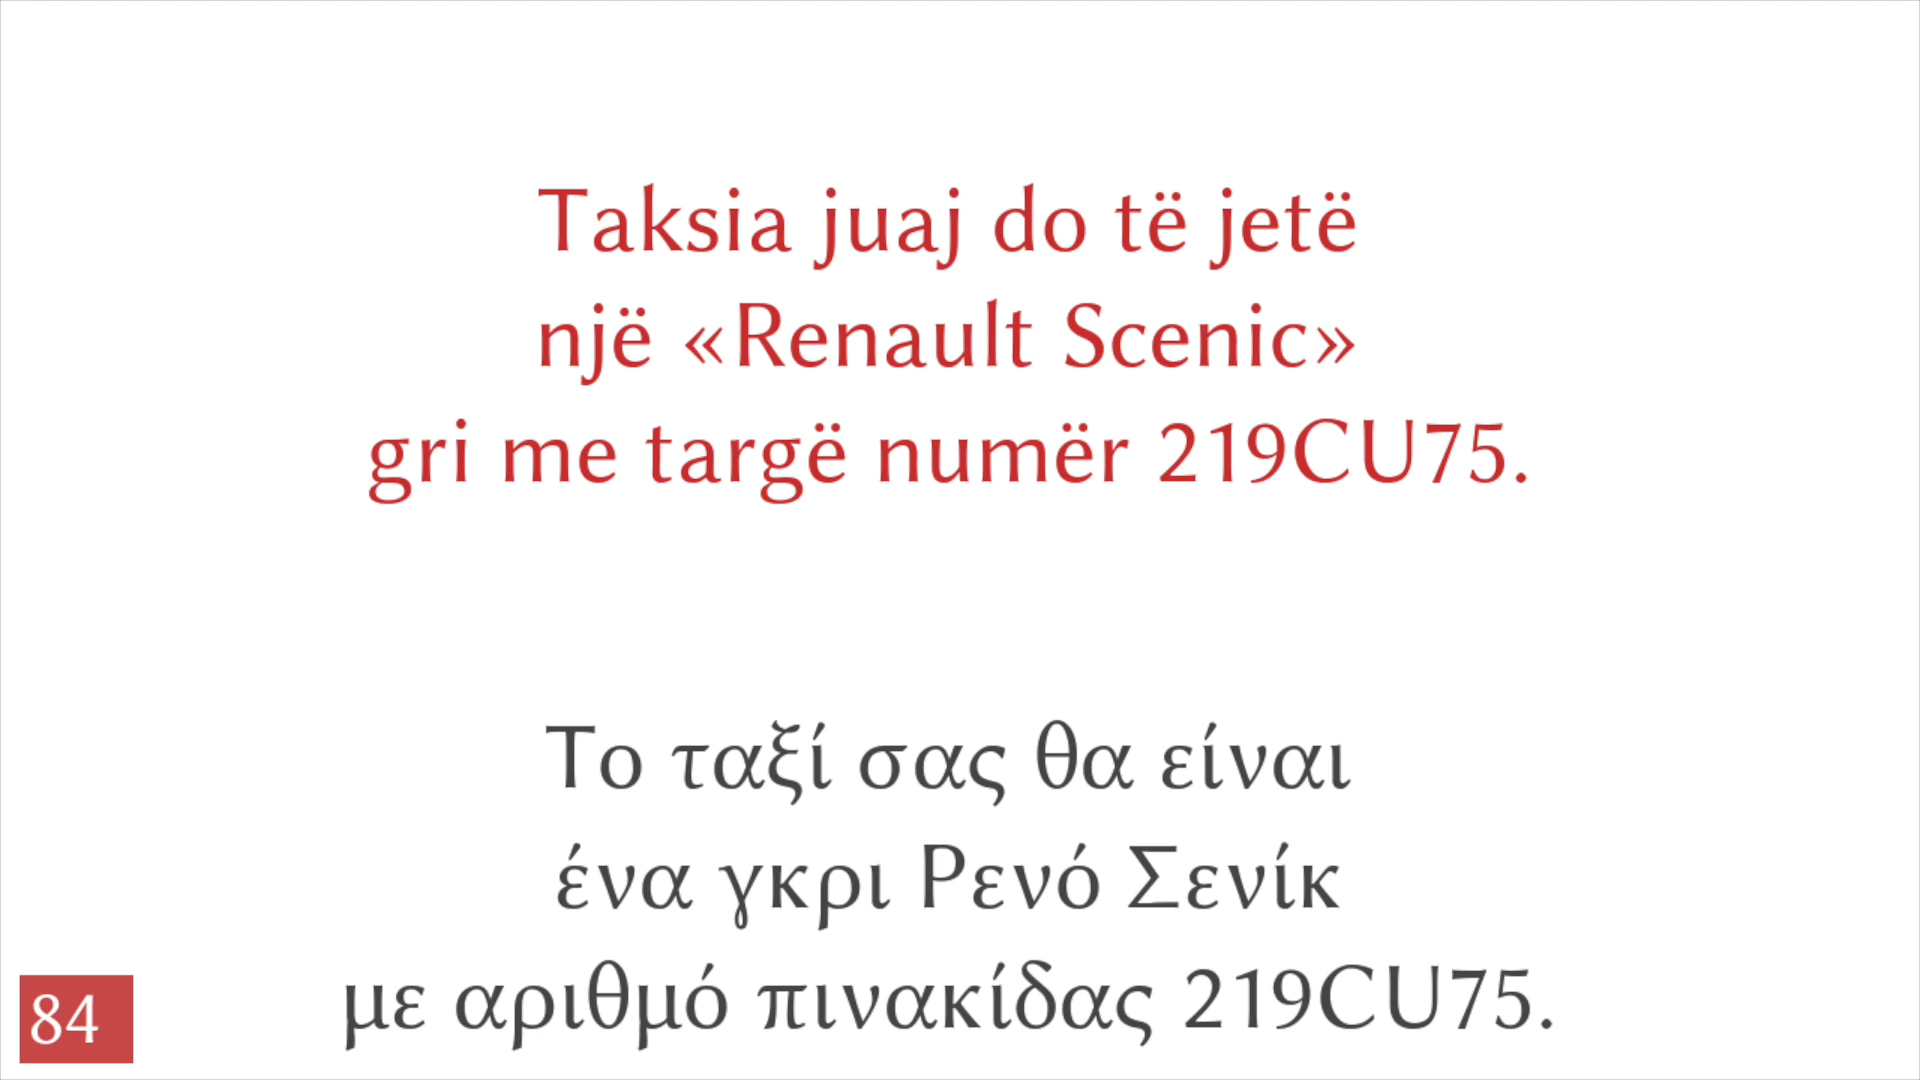 Taksia juaj do të jetë
një «Renault Scenic»
gri me targë numër 219CU75.
Το ταξί σας θα είναι
ένα γκρι Ρενό Σενίκ
με αριθμό πινακίδας 219CU75.
84